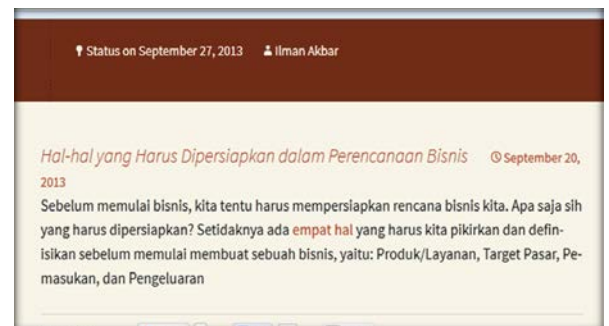 Status on September 27, 2013 Ilman Akbar
Hal-hal yang Harus Dipersiapkan dalam Perencanaan Bisnis September 20,
2013
Sebelum memulai bisnis, kita tentu harus mempersiapkan rencana bisnis kita. Apa saja sih
yang harus dipersiapkan? Setidaknya ada empat hal yang harus kita pikirkan dan defin-
isikan sebelum memulai membuat sebuah bisnis, yaitu: Produk/Layanan, Target Pasar, Pe-
masukan, dan Pengeluaran